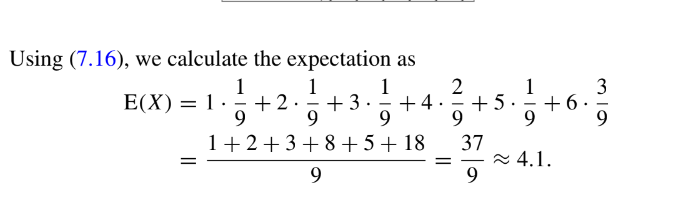 Using (7.16), we calculate the expectation as
E(X) = 1 · 1/9 + 2 · 1/9 + 3 · 1/9 + 4 · 2/9 + 5 · 1/9 + 6 · 3/9
= (1 + 2 + 3 + 8 + 5 + 18)/9 = 37/9 ≈ 4.1.